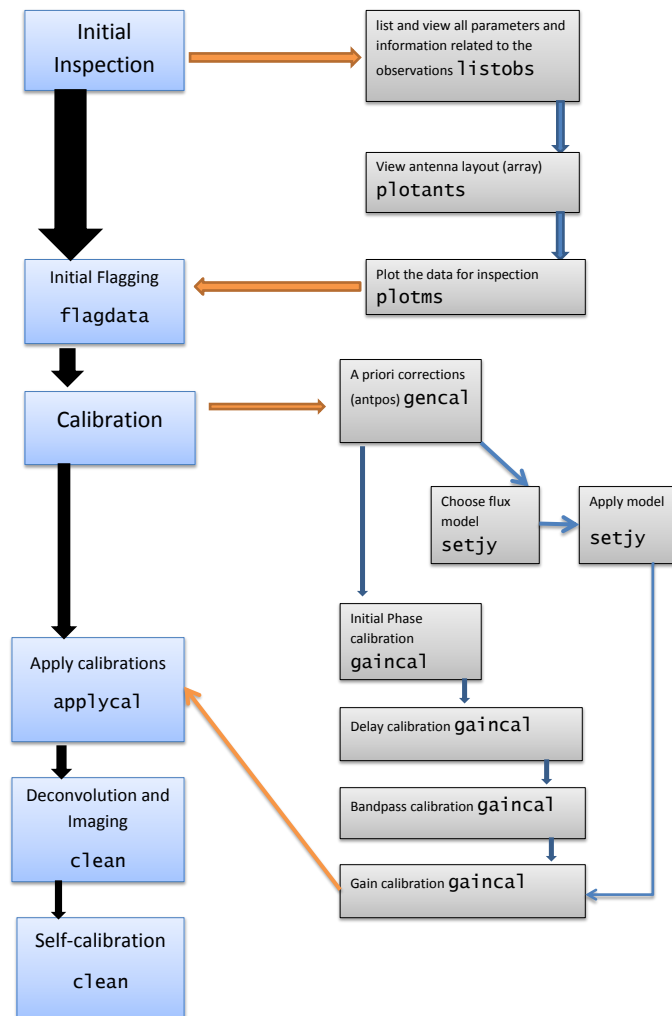 Initial
Inspection
list and view all parameters and
information related to the
observations listobs
View antenna layout (array)
plotants
Plot the data for inspection
plotms
Initial Flagging
flagdata
Calibration
A priori corrections
(antpos) gencal
Choose flux
model
setjy
Apply model
setjy
Initial Phase
calibration
gaincal
Delay calibration gaincal
Bandpass calibration gaincal
Gain calibration gaincal
Apply calibrations
applycal
Deconvolution and
Imaging
clean
Self-calibration
clean